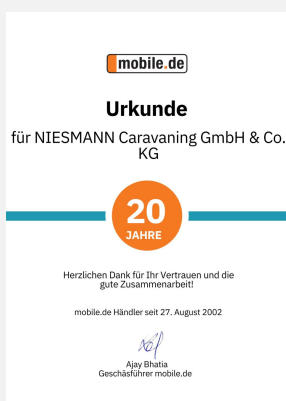 mobile.de
Urkunde
für NIESMANN Caravaning GmbH & Co.
KG
20
JAHRE
Herzlichen Dank für Ihr Vertrauen und die
gute Zusammenarbeit!
mobile.de Händler seit 27. August 2002
Ajay Bhatia
Geschäsführer mobile.de